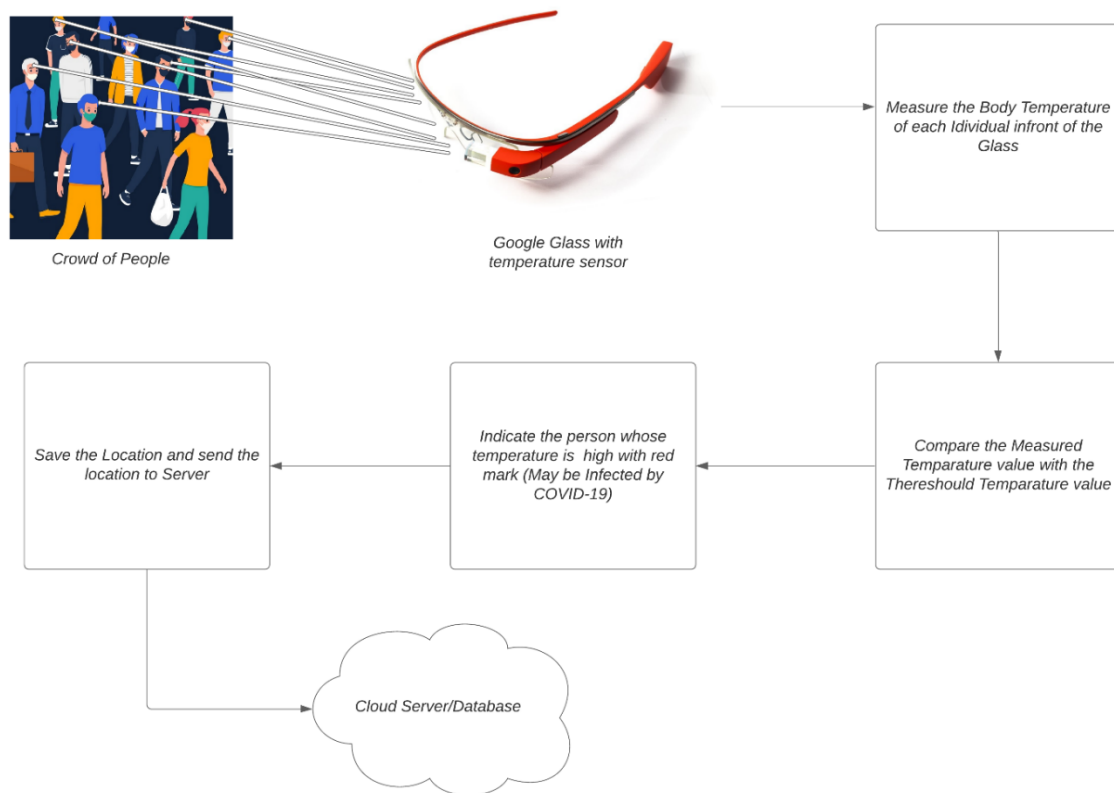 Crowd of People
Google Glass with
temperature sensor
Measure the Body Temperature
of each Idividual infront of the
Glass
Compare the Measured
Temparature value with the
Thereshould Temparature value
Indicate the person whose
temperature is high with red
mark (May be Infected by
COVID-19)
Save the Location and send the
location to Server
Cloud Server/Database